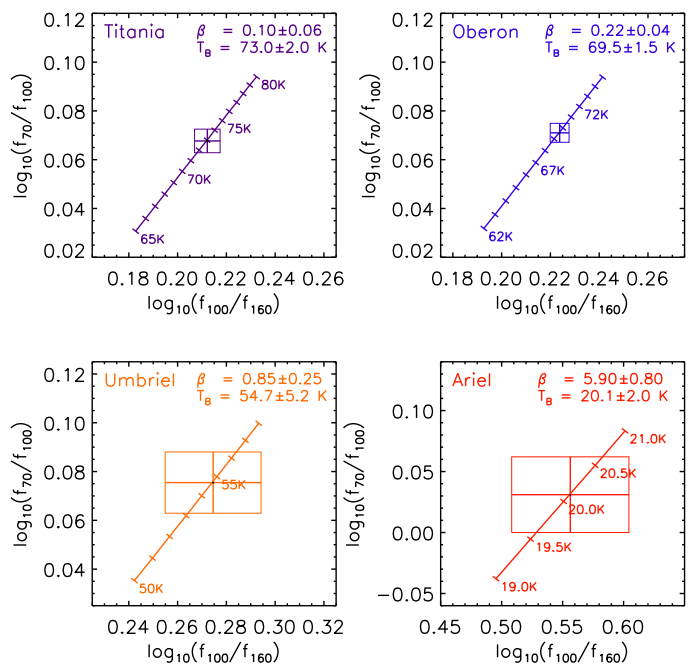 Titania β = 0.10±0.06
T_B = 73.0±2.0 K
0.12
0.10
0.08
0.06
0.04
0.02
log₁₀(f₇₀/f₁₀₀)
80K
75K
70K
65K
0.18 0.20 0.22 0.24 0.26
log₁₀(f₁₀₀/f₁₆₀)
Oberon β = 0.22±0.04
T_B = 69.5±1.5 K
0.12
0.10
0.08
0.06
0.04
0.02
log₁₀(f₇₀/f₁₀₀)
72K
67K
62K
0.18 0.20 0.22 0.24 0.26
log₁₀(f₁₀₀/f₁₆₀)
Umbriel β = 0.85±0.25
T_B = 54.7±5.2 K
0.12
0.10
0.08
0.06
0.04
log₁₀(f₇₀/f₁₀₀)
55K
50K
0.24 0.26 0.28 0.30 0.32
log₁₀(f₁₀₀/f₁₆₀)
Ariel β = 5.90±0.80
T_B = 20.1±2.0 K
0.10
0.05
0.00
−0.05
log₁₀(f₇₀/f₁₀₀)
21.0K
20.5K
20.0K
19.5K
19.0K
0.45 0.50 0.55 0.60
log₁₀(f₁₀₀/f₁₆₀)